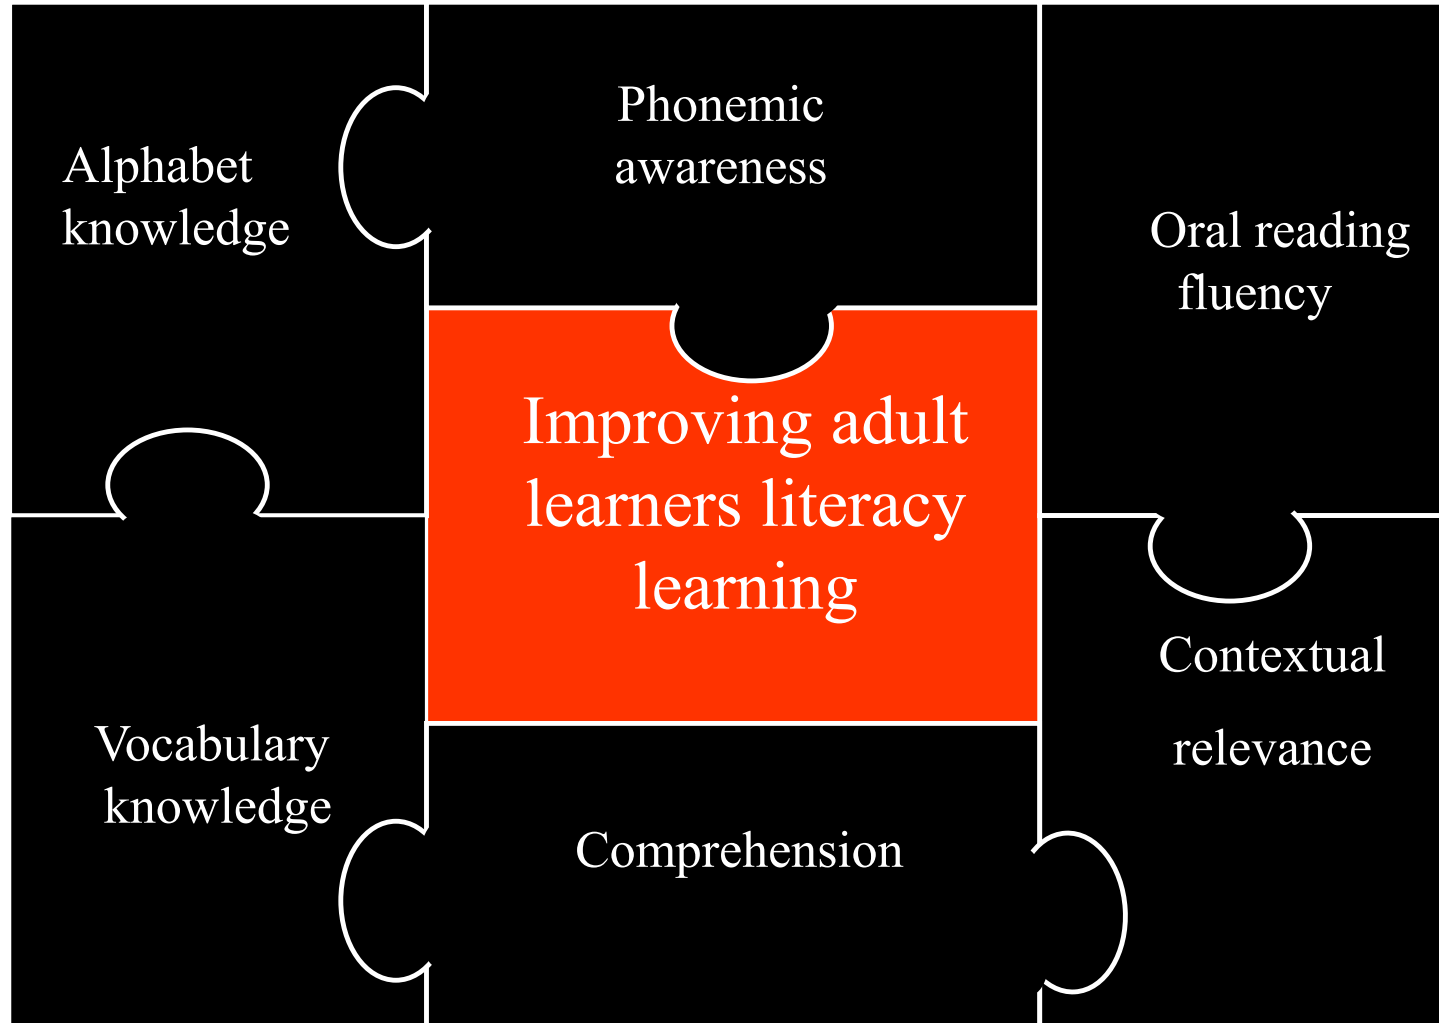 Alphabet
knowledge
Phonemic
awareness
Oral reading
fluency
Improving adult
learners literacy
learning
Vocabulary
knowledge
Comprehension
Contextual
relevance